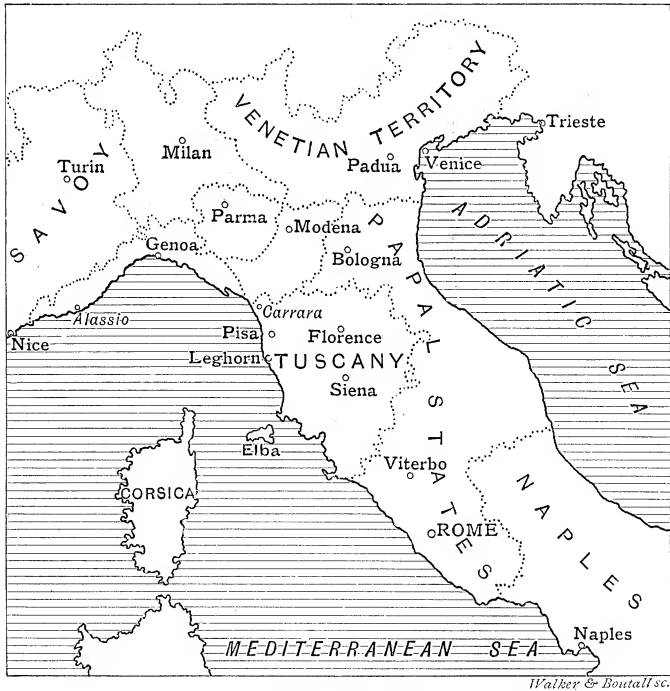 VENETIAN TERRITORY
Trieste
Milan
Padua
Venice
Turin
SAVOY
Parma
Modena
ADRIATIC SEA
Genoa
Bologna
PAPAL STATES
Carrara
Alassio
Pisa
Florence
Nice
Leghorn
TUSCANY
Siena
Elba
Viterbo
CORSICA
NAPLES
ROME
Naples
MEDITERRANEAN SEA
Walker & Boutall sc.